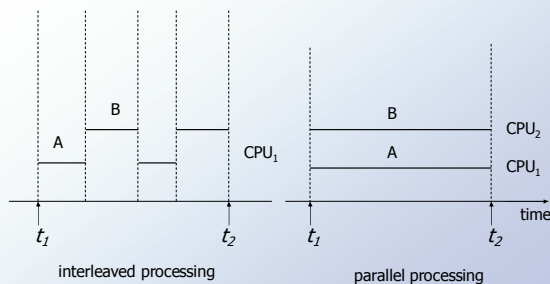 B
A
CPU1
t1
t2
interleaved processing
B
CPU2
A
CPU1
time
t1
t2
parallel processing